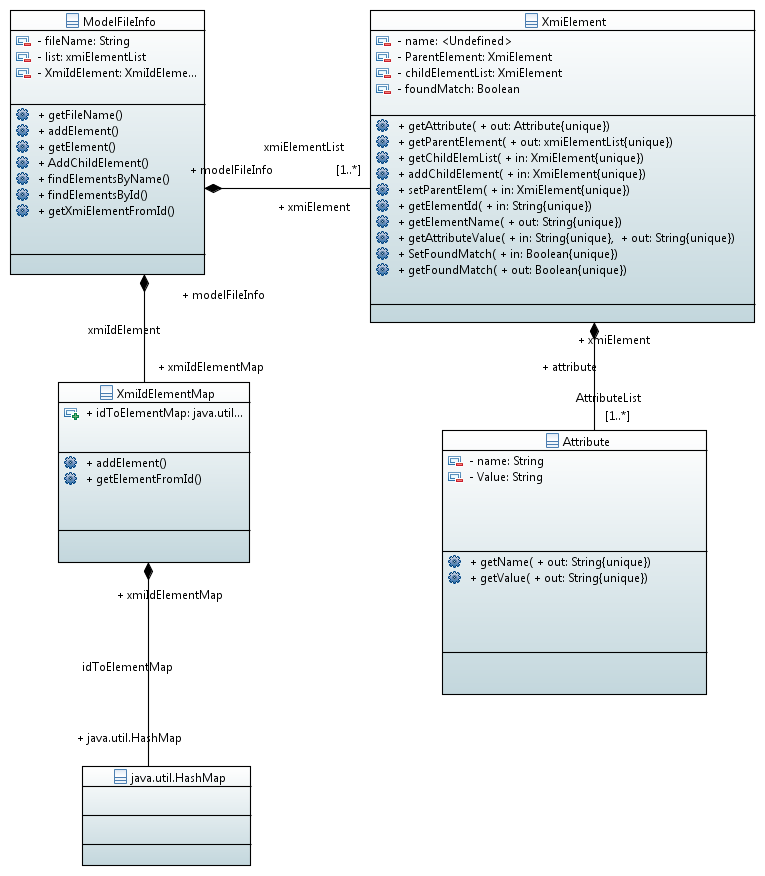 ModelFileInfo
- fileName: String
- list: xmiElementList
- XmiIdElement: XmIdEleme...
+ getFileName()
+ addElement()
+ getElement()
+ AddChildElement()
+ findElementsByName()
+ findElementsById()
+ getXmiElementFromId()
XmiElement
- name: <Undefined>
- ParentElement: XmiElement
- childElementList: XmiElement
- foundMatch: Boolean
+ getAttribute( + out: Attribute{unique})
+ getParentElement( + out: xmiElementList{unique})
+ getChildElemList( + in: XmiElement{unique})
+ addChildElement( + in: XmiElement{unique})
+ setParentElem( + in: XmiElement{unique})
+ getElementId( + in: String{unique})
+ getElementName( + out: String{unique})
+ getAttributeValue( + in: String{unique}, + out: String{unique})
+ SetFoundMatch( + in: Boolean{unique})
+ getFoundMatch( + out: Boolean{unique})
xmiElementList
+ modelFileInfo
[1..*]
+ xmiElement
+ modelFileInfo
xmiIdElement
+ xmiIdElementMap
+ xmiElement
+ attribute
AttributeList
[1..*]
XmiIdElementMap
+ idToElementMap: java.util...
+ addElement()
+ getElementFromId()
Attribute
- name: String
- Value: String
+ getName( + out: String{unique})
+ getValue( + out: String{unique})
+ xmiIdElementMap
idToElementMap
+ java.util.HashMap
java.util.HashMap